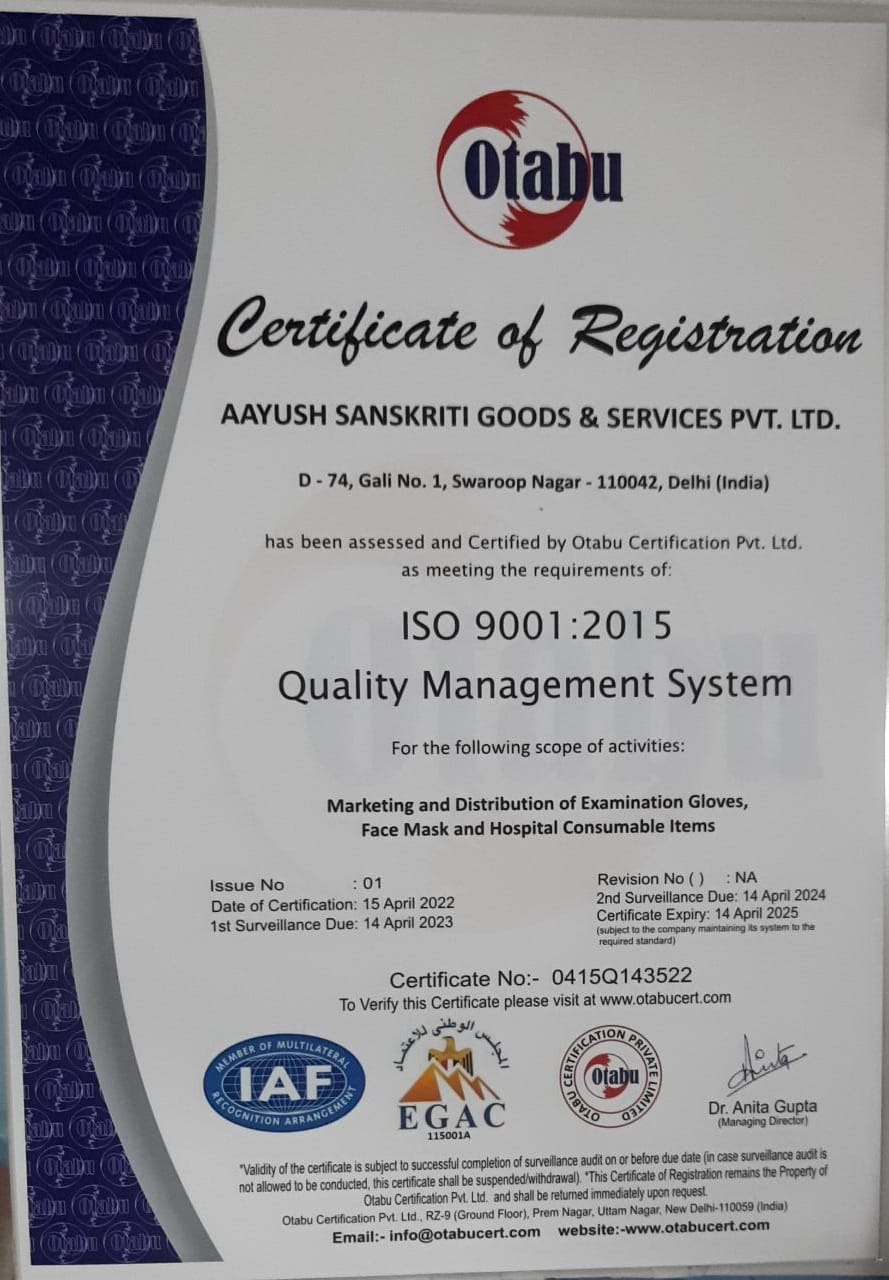 Otabu
Certificate of Registration
AAYUSH SANSKRITI GOODS & SERVICES PVT. LTD.
D - 74, Gali No. 1, Swaroop Nagar - 110042, Delhi (India)
has been assessed and Certified by Otabu Certification Pvt. Ltd.
as meeting the requirements of:
ISO 9001:2015
Quality Management System
For the following scope of activities:
Marketing and Distribution of Examination Gloves,
Face Mask and Hospital Consumable Items
Issue No : 01
Date of Certification: 15 April 2022
1st Surveillance Due: 14 April 2023
Revision No ( ) : NA
2nd Surveillance Due: 14 April 2024
Certificate Expiry: 14 April 2025
(subject to the company maintaining its system to the
required standard)
Certificate No:- 0415Q143522
To Verify this Certificate please visit at www.otabucert.com
MEMBER OF MULTILATERAL
IAF
RECOGNITION ARRANGEMENT
المجلس الوطنى للاعتماد
EGAC
115001A
OTABU CERTIFICATION PRIVATE LIMITED
Otabu
Anita
Dr. Anita Gupta
(Managing Director)
*Validity of the certificate is subject to successful completion of surveillance audit on or before due date (in case surveillance audit is
not allowed to be conducted, this certificate shall be suspended/withdrawal). *This Certificate of Registration remains the Property of
Otabu Certification Pvt. Ltd. and shall be returned immediately upon request.
Otabu Certification Pvt. Ltd., RZ-9 (Ground Floor), Prem Nagar, Uttam Nagar, New Delhi-110059 (India)
Email:- info@otabucert.com website:-www.otabucert.com